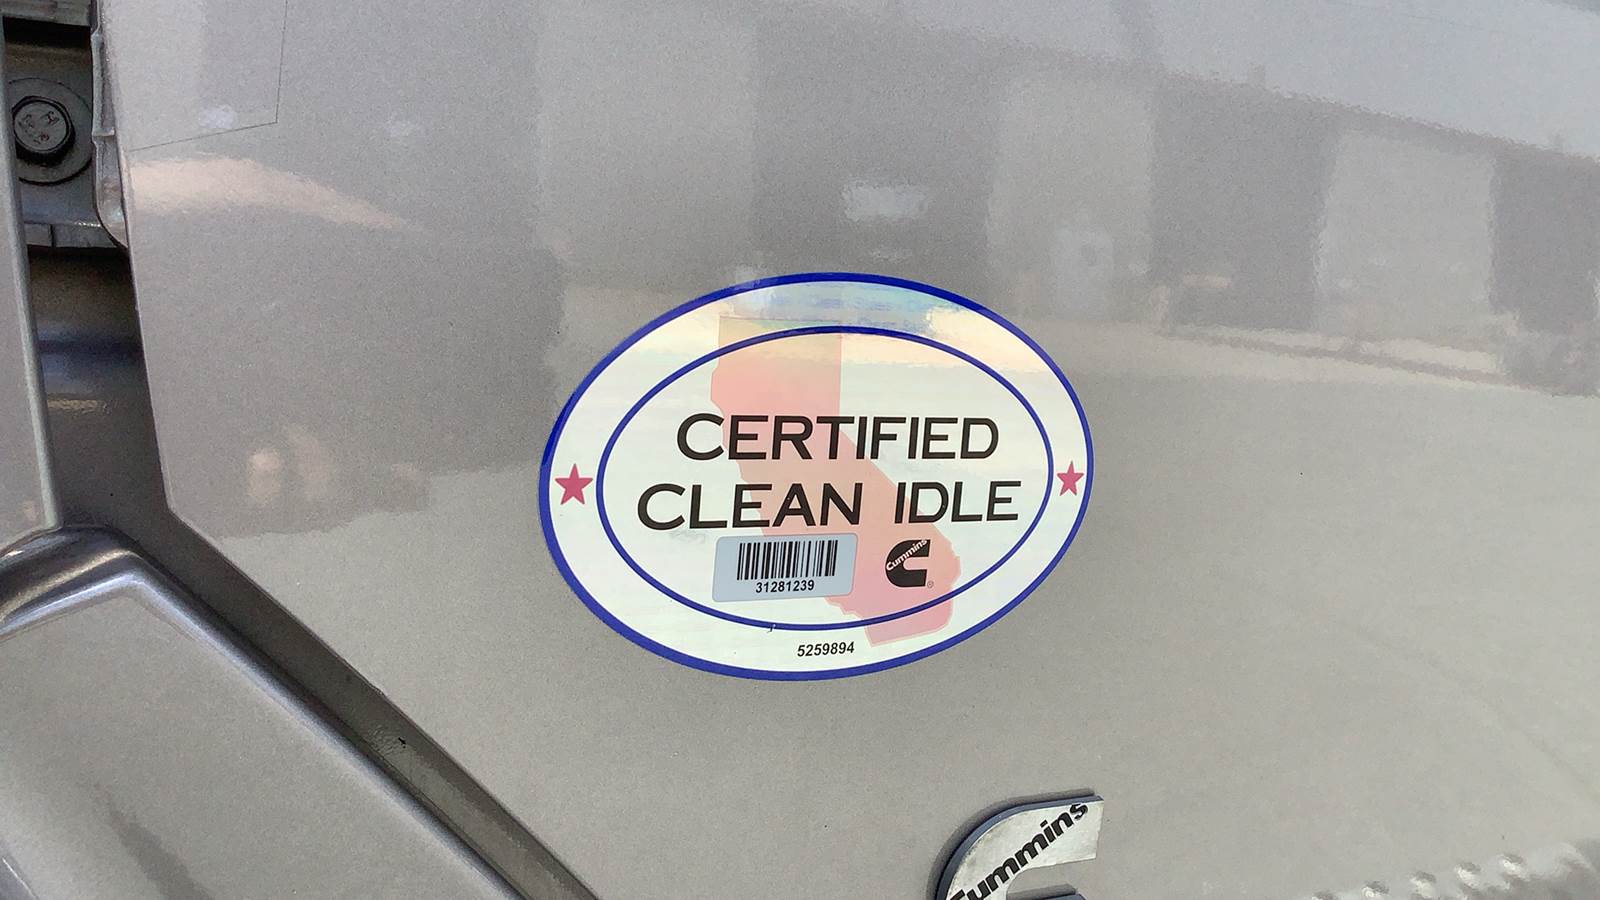 CERTIFIED
CLEAN IDLE
31281239
Cummins
5259894
Cummins